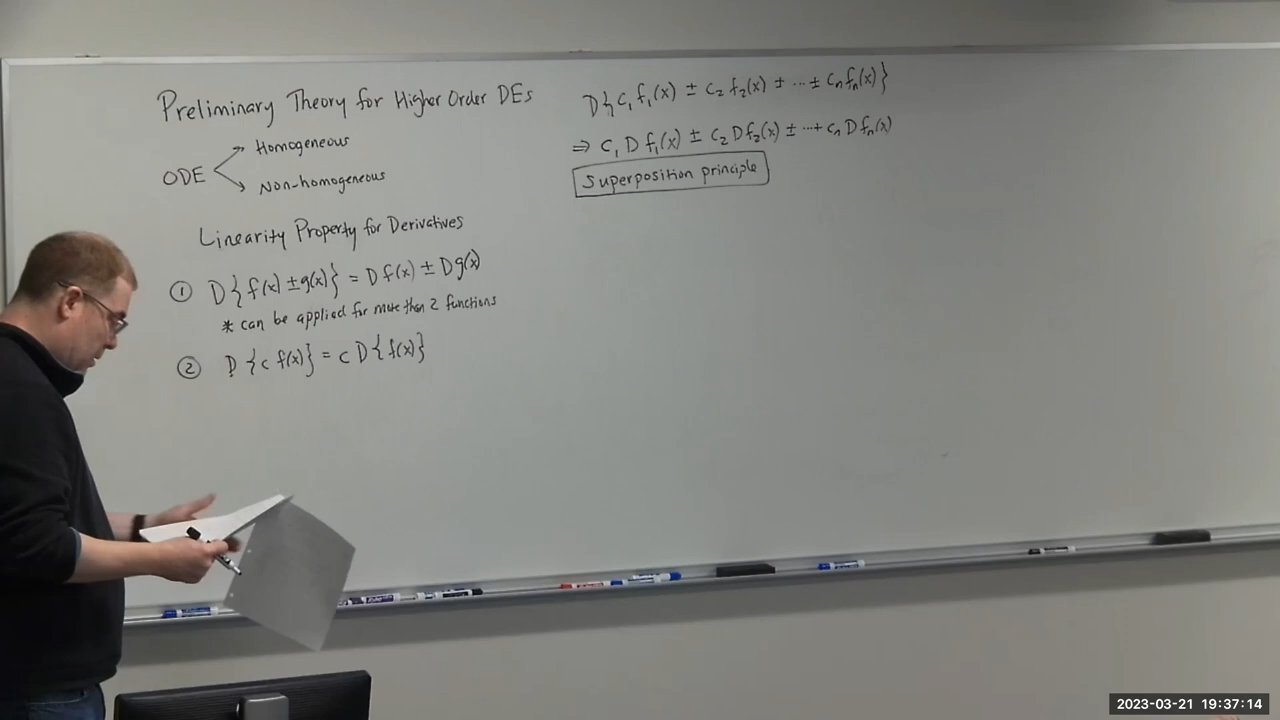 Preliminary Theory for Higher Order DEs
ODE
Homogeneous
Non-homogeneous
Linearity Property for Derivatives
① D{f(x) ± g(x)} = D f(x) ± D g(x)
* can be applied for more than 2 functions
② D {c f(x)} = c D {f(x)}
D{c₁ f₁(x) ± c₂ f₂(x) ± ... ± cₙ fₙ(x)}
⇒ c₁ D f₁(x) ± c₂ D f₂(x) ± ...+ cₙ D fₙ(x)
Superposition principle
2023-03-21 19:37:14